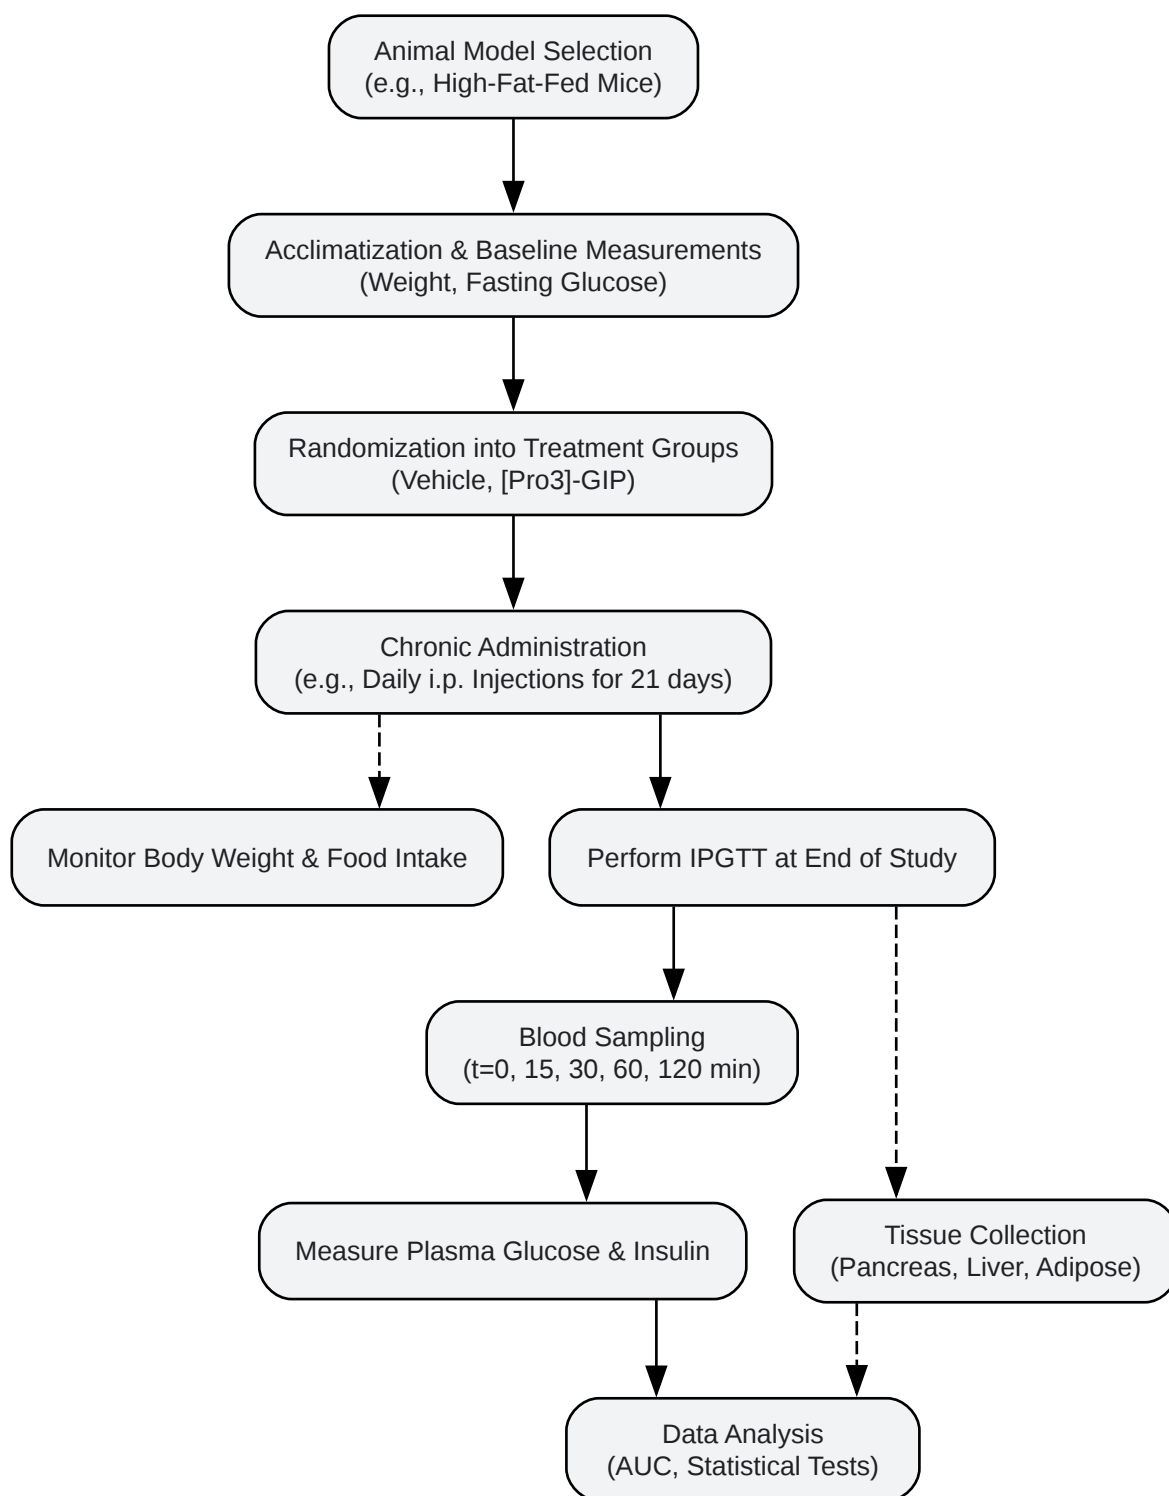 Animal Model Selection
(e.g., High-Fat-Fed Mice)
Acclimatization & Baseline Measurements
(Weight, Fasting Glucose)
Randomization into Treatment Groups
(Vehicle, [Pro3]-GIP)
Chronic Administration
(e.g., Daily i.p. Injections for 21 days)
Monitor Body Weight & Food Intake
Perform IPGTT at End of Study
Blood Sampling
(t=0, 15, 30, 60, 120 min)
Measure Plasma Glucose & Insulin
Tissue Collection
(Pancreas, Liver, Adipose)
Data Analysis
(AUC, Statistical Tests)